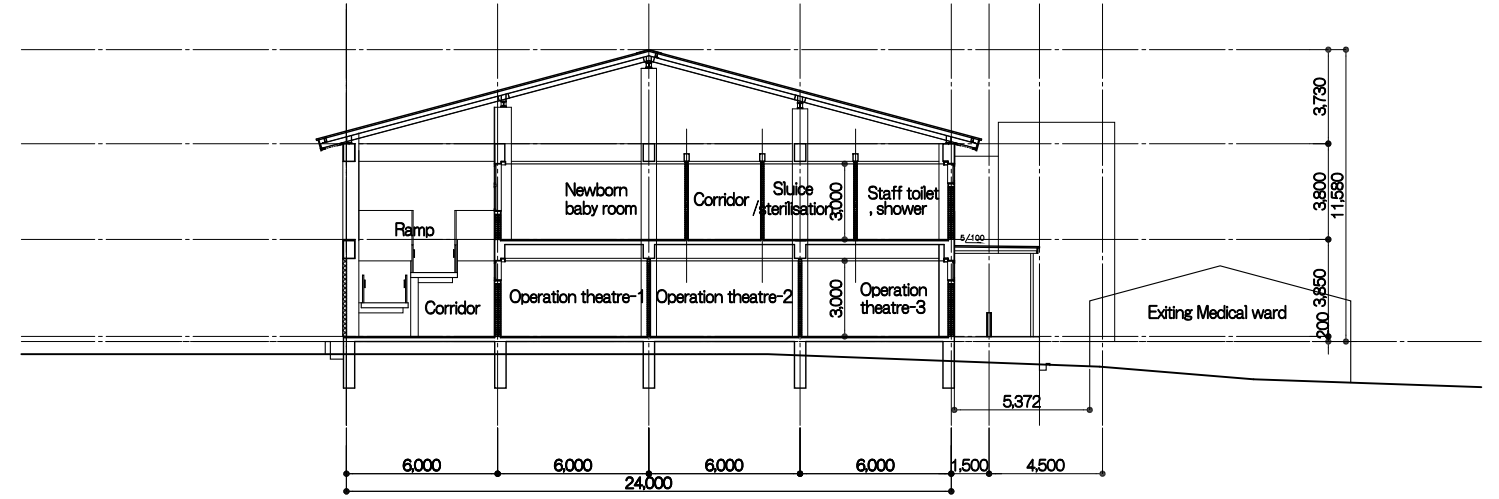 3,730
Newborn
baby room
Corridor
Sluice
/sterilisation
3,000
Staff toilet
, shower
3,800
11,580
Ramp
5/100
Corridor
Operation theatre-1
Operation theatre-2
3,000
Operation
theatre-3
Exiting Medical ward
3,850
200
5,372
6,000
6,000
6,000
6,000
1,500
4,500
24,000